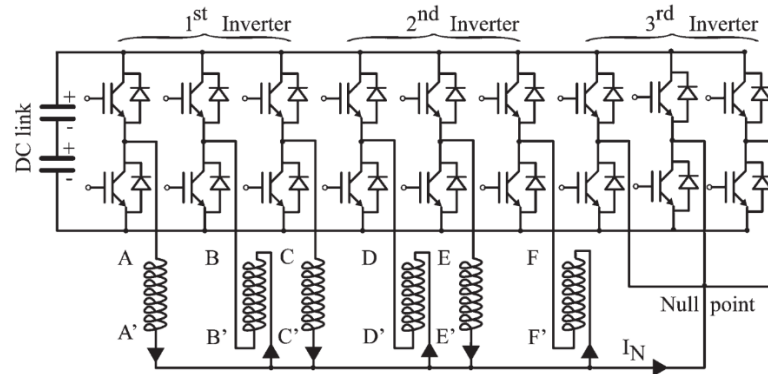 1st Inverter 2nd Inverter 3rd Inverter
DC link
+
-
+
-
A B C D E F
A' B' C' D' E' F'
Null point
IN